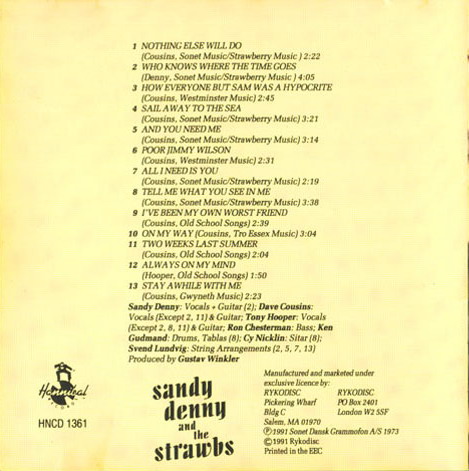 1 NOTHING ELSE WILL DO
(Cousins, Sonet Music/Strawberry Music ) 2:22
2 WHO KNOWS WHERE THE TIME GOES
(Denny, Sonet Music/Strawberry Music ) 4:05
3 HOW EVERYONE BUT SAM WAS A HYPOCRITE
(Cousins, Westminster Music) 2:45
4 SAIL AWAY TO THE SEA
(Cousins, Sonet Music/Strawberry Music) 3:21
5 AND YOU NEED ME
(Cousins, Sonet Music/Strawberry Music) 3:14
6 POOR JIMMY WILSON
(Cousins, Westminster Music) 2:31
7 ALL I NEED IS YOU
(Cousins, Sonet Music/Strawberry Music) 2:19
8 TELL ME WHAT YOU SEE IN ME
(Cousins, Sonet Music/Strawberry Music) 3:38
9 I'VE BEEN MY OWN WORST FRIEND
(Cousins, Old School Songs) 2:39
10 ON MY WAY (Cousins, Tro Essex Music) 3:04
11 TWO WEEKS LAST SUMMER
(Cousins, Old School Songs) 2:04
12 ALWAYS ON MY MIND
(Hooper, Old School Songs) 1:50
13 STAY AWHILE WITH ME
(Cousins, Gwyneth Music) 2:23
Sandy Denny: Vocals + Guitar (2); Dave Cousins:
Vocals (Except 2, 11) & Guitar; Tony Hooper: Vocals
(Except 2, 8, 11) & Guitar; Ron Chesterman: Bass; Ken
Gudmand: Drums, Tablas (8); Cy Nicklin: Sitar (8);
Svend Lundvig: String Arrangements (2, 5, 7, 13)
Produced by Gustav Winkler
Hannibal
HNCD 1361
sandy
denny
and the
strawbs
Manufactured and marketed under
exclusive licence by:
RYKODISC RYKODISC
Pickering Wharf PO Box 2401
Bldg C London W2 5SF
Salem, MA 01970
Ⓟ1991 Sonet Dansk Grammofon A/S 1973
©1991 Rykodisc
Printed in the EEC